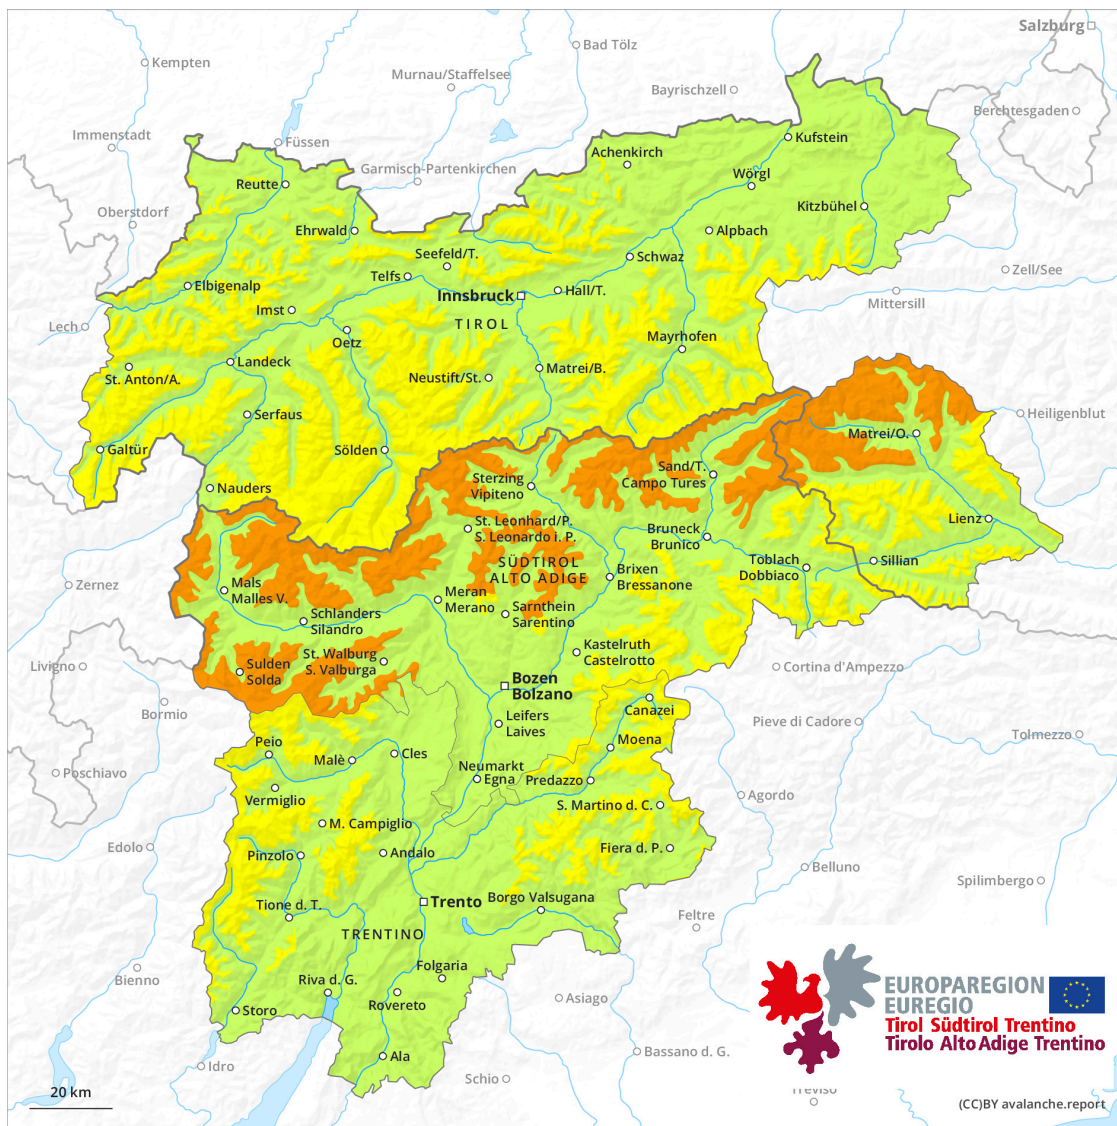 Salzburg
Bad Tölz
Kempten
Murnau/Staffelsee
Bayrischzell
Berchtesgaden
Immenstadt
Füssen
Kufstein
Achenkirch
Garmisch-Partenkirchen
Wörgl
Reutte
Kitzbühel
Oberstdorf
Ehrwald
Alpbach
Seefeld/T.
Schwaz
Zell/See
Telfs
Elbigenalp
Hall/T.
Innsbruck
Mittersill
Imst
TIROL
Lech
Oetz
Mayrhofen
Landeck
Matrei/B.
St. Anton/A.
Neustift/St.
Serfaus
Heiligenblut
Matrei/O.
Galtür
Sölden
Sand/T.
Campo Tures
Sterzing
Vipiteno
Nauders
Lienz
St. Leonhard/P.
S. Leonardo i. P.
Bruneck
Brunico
SÜDTIROL
ALTO ADIGE
Toblach
Dobbiaco
Sillian
Brixen
Bressanone
Zernez
Mals
Malles V.
Meran
Merano
Sarnthein
Sarentino
Schlanders
Silandro
Kastelruth
Castelrotto
St. Walburg
S. Valburga
Livigno
Sulden
Solda
Cortina d'Ampezzo
Bozen
Bolzano
Bormio
Canazei
Leifers
Laives
Pieve di Cadore
Tolmezzo
Moena
Peio
Cles
Malè
Poschiavo
Neumarkt
Egna
Predazzo
Vermiglio
Agordo
S. Martino d. C.
M. Campiglio
Edolo
Fiera d. P.
Pinzolo
Andalo
Belluno
Spilimbergo
Borgo Valsugana
Trento
Tione d. T.
Feltre
TRENTINO
Folgaria
Bienno
Riva d. G.
Rovereto
Asiago
Storo
EUROPAREGION
EUREGIO
Tirol Südtirol Trentino
Tirolo Alto Adige Trentino
Ala
Bassano d. G.
Idro
Schio
Treviso
20 km
(CC)BY avalanche.report